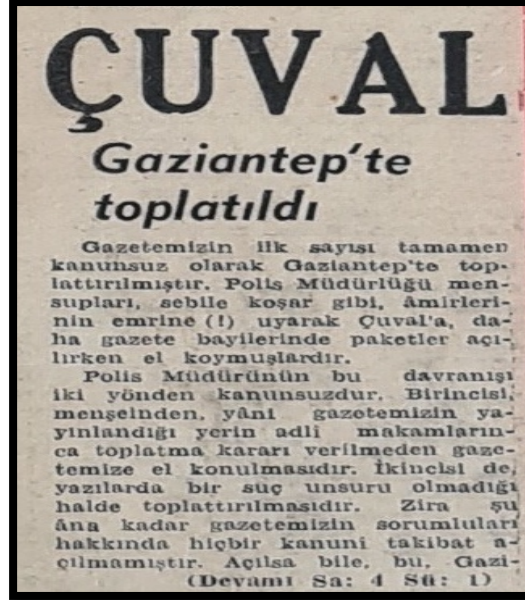 ÇUVAL
Gaziantep'te
toplatıldı
Gazetemizin ilk sayısı tamamen
kanunsuz olarak Gaziantep'te top-
lattırılmıştır. Polis Müdürlüğü men-
supları, sebile koşar gibi, âmirleri-
nin emrine (!) uyarak Çuval'a, da-
ha gazete bayilerinde paketler açı-
lırken el koymuşlardır.
Polis Müdürünün bu davranışı
iki yönden kanunsuzdur. Birincisi,
menşeinden, yâni gazetemizin ya-
yınlandığı yerin adli makamların-
ca toplatma kararı verilmeden gaze-
temize el konulmasıdır. İkincisi de,
yazılarda bir suç unsuru olmadığı
halde toplattırılmasıdır. Zira şu
âna kadar gazetemizin sorumluları
hakkında hiçbir kanuni takibat a-
çılmamıştır. Açılsa bile, bu, Gazi-
(Devamı Sa: 4 Sü: 1)